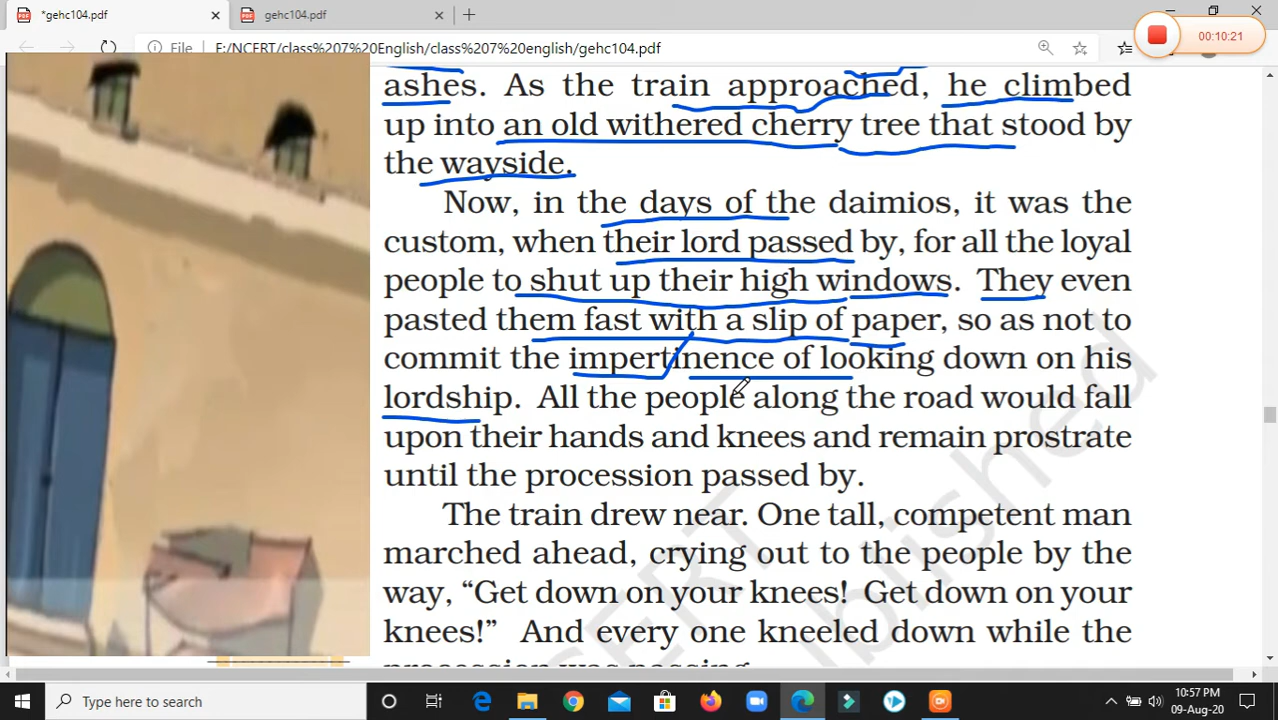 *gehc104.pdf
gehc104.pdf
File
F:/NCERT/class%207%20English/class%207%20english/gehc104.pdf
00:10:21
ashes. As the train approached, he climbed
up into an old withered cherry tree that stood by
the wayside.
Now, in the days of the daimios, it was the
custom, when their lord passed by, for all the loyal
people to shut up their high windows. They even
pasted them fast with a slip of paper, so as not to
commit the impertinence of looking down on his
lordship. All the people along the road would fall
upon their hands and knees and remain prostrate
until the procession passed by.
The train drew near. One tall, competent man
marched ahead, crying out to the people by the
way, “Get down on your knees! Get down on your
knees!” And every one kneeled down while the
procession was passing.
Type here to search
10:57 PM
09-Aug-20